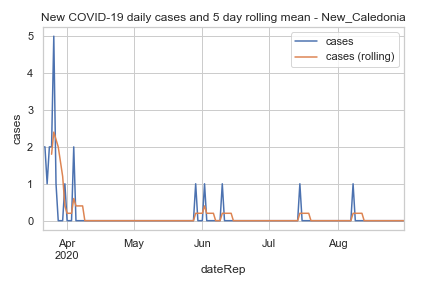 New COVID-19 daily cases and 5 day rolling mean - New_Caledonia
cases
cases (rolling)
5
4
3
2
1
0
cases
Apr
2020
May
Jun
Jul
Aug
dateRep